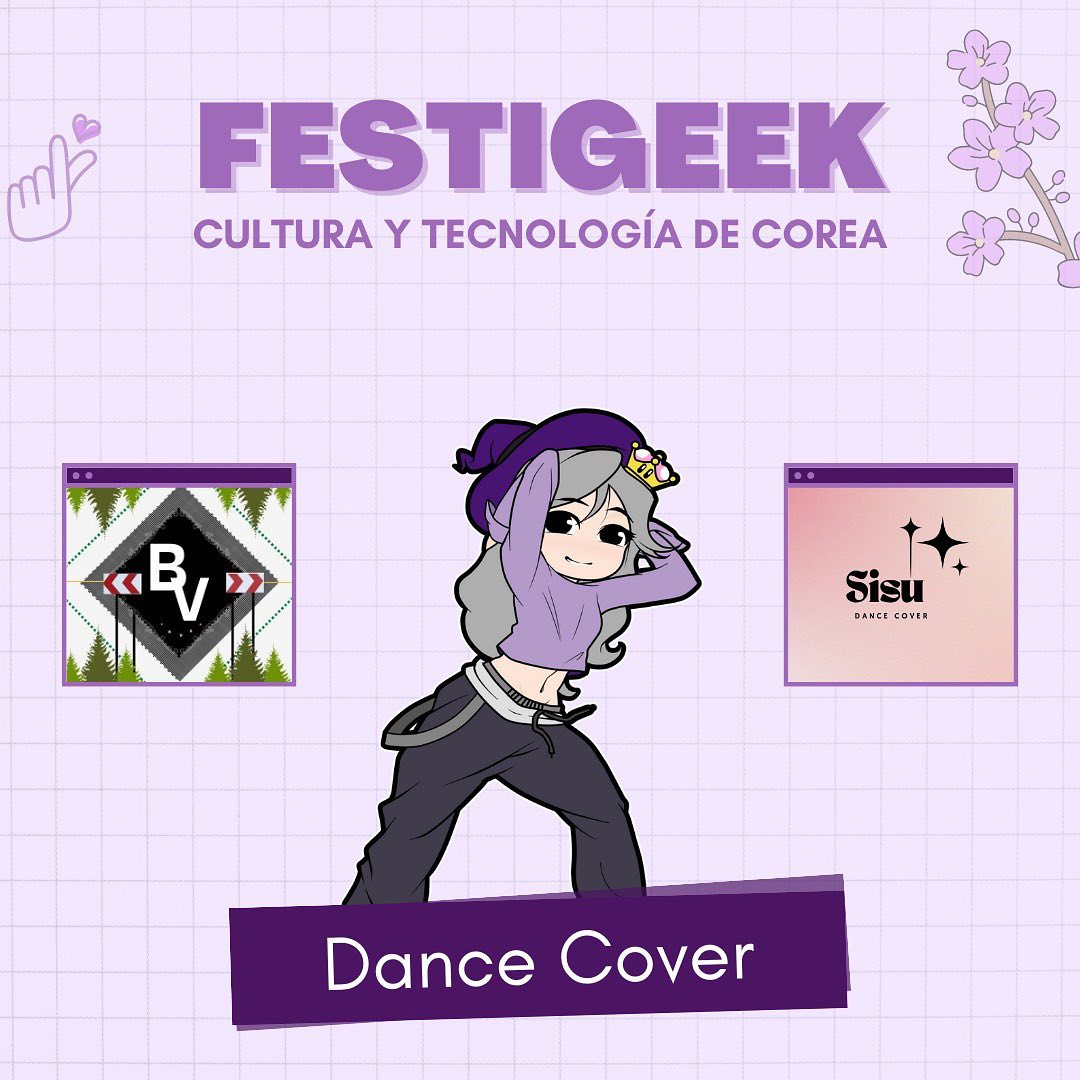 FESTIGEEK
CULTURA Y TECNOLOGÍA DE COREA
BV
Sisu
DANCE COVER
Dance Cover